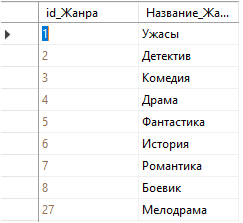 id_Жанра Название_Жа...
1 Ужасы
2 Детектив
3 Комедия
4 Драма
5 Фантастика
6 История
7 Романтика
8 Боевик
27 Мелодрама